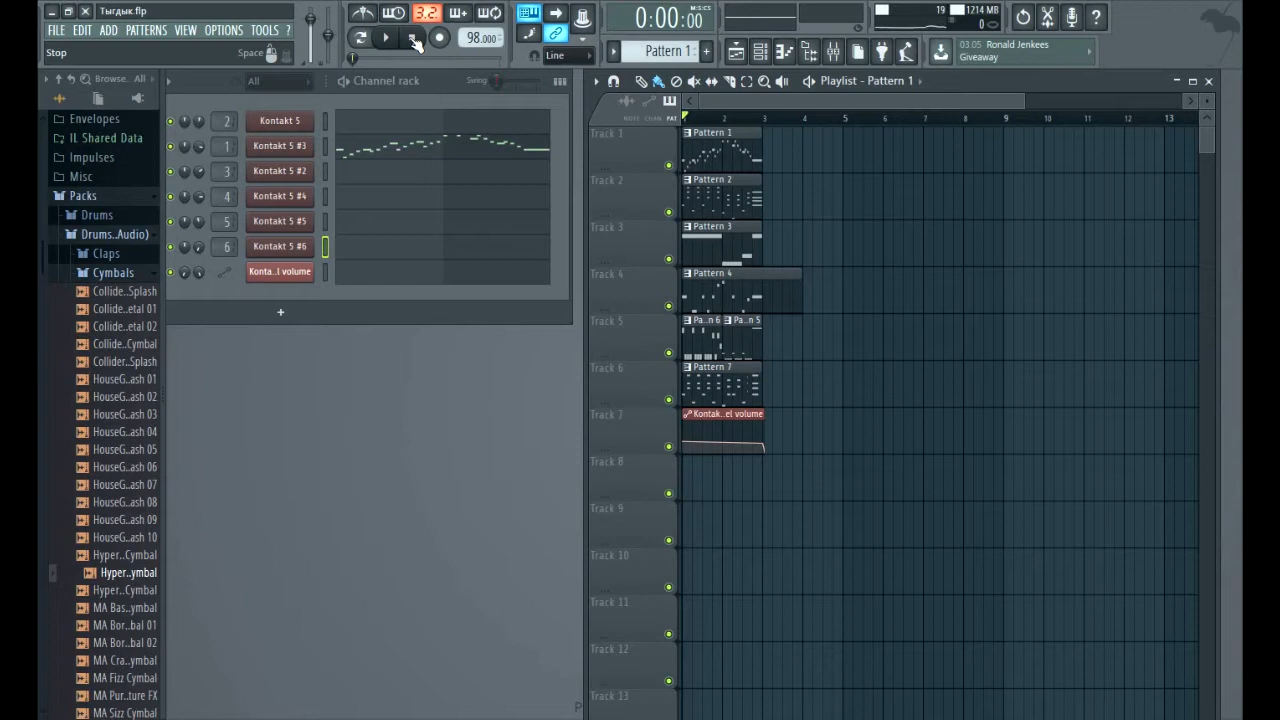 Тыгдык.flp
FILE EDIT ADD PATTERNS VIEW OPTIONS TOOLS ?
Stop
Space
3.2
98.000
Line
0:00:00
M:S:CS
Pattern 1
19
1214 MB
0
03:05 Ronald Jenkees
Giveaway
Browse.. All
Envelopes
IL Shared Data
Impulses
Misc
Packs
Drums
Drums..Audio)
Claps
Cymbals
Collide..Splash
Collide..etal 01
Collide..etal 02
Collide..Cymbal
Collider..Splash
HouseG..ash 01
HouseG..ash 02
HouseG..ash 03
HouseG..ash 04
HouseG..ash 05
HouseG..ash 06
HouseG..ash 07
HouseG..ash 08
HouseG..ash 09
HouseG..ash 10
Hyper..Cymbal
Hyper..ymbal
Hyper..Cymbal
MA Bas..ymbal
MA Bor..bal 01
MA Bor..bal 02
MA Cra..ymbal
MA Fizz Cymbal
MA Pur..ture FX
MA Sizz Cymbal
All
Channel rack
Swing
2 Kontakt 5
1 Kontakt 5 #3
3 Kontakt 5 #2
4 Kontakt 5 #4
5 Kontakt 5 #5
6 Kontakt 5 #6
Konta..l volume
+
Playlist - Pattern 1
NOTE CHAN PAT
2 3 4 5 6 7 8 9 10 11 12 13
Track 1
Pattern 1
Track 2
Pattern 2
Track 3
Pattern 3
Track 4
Pattern 4
Track 5
Pa..n 6
Pa..n 5
Track 6
Pattern 7
Track 7
Kontak..el volume
Track 8
Track 9
Track 10
Track 11
Track 12
Track 13